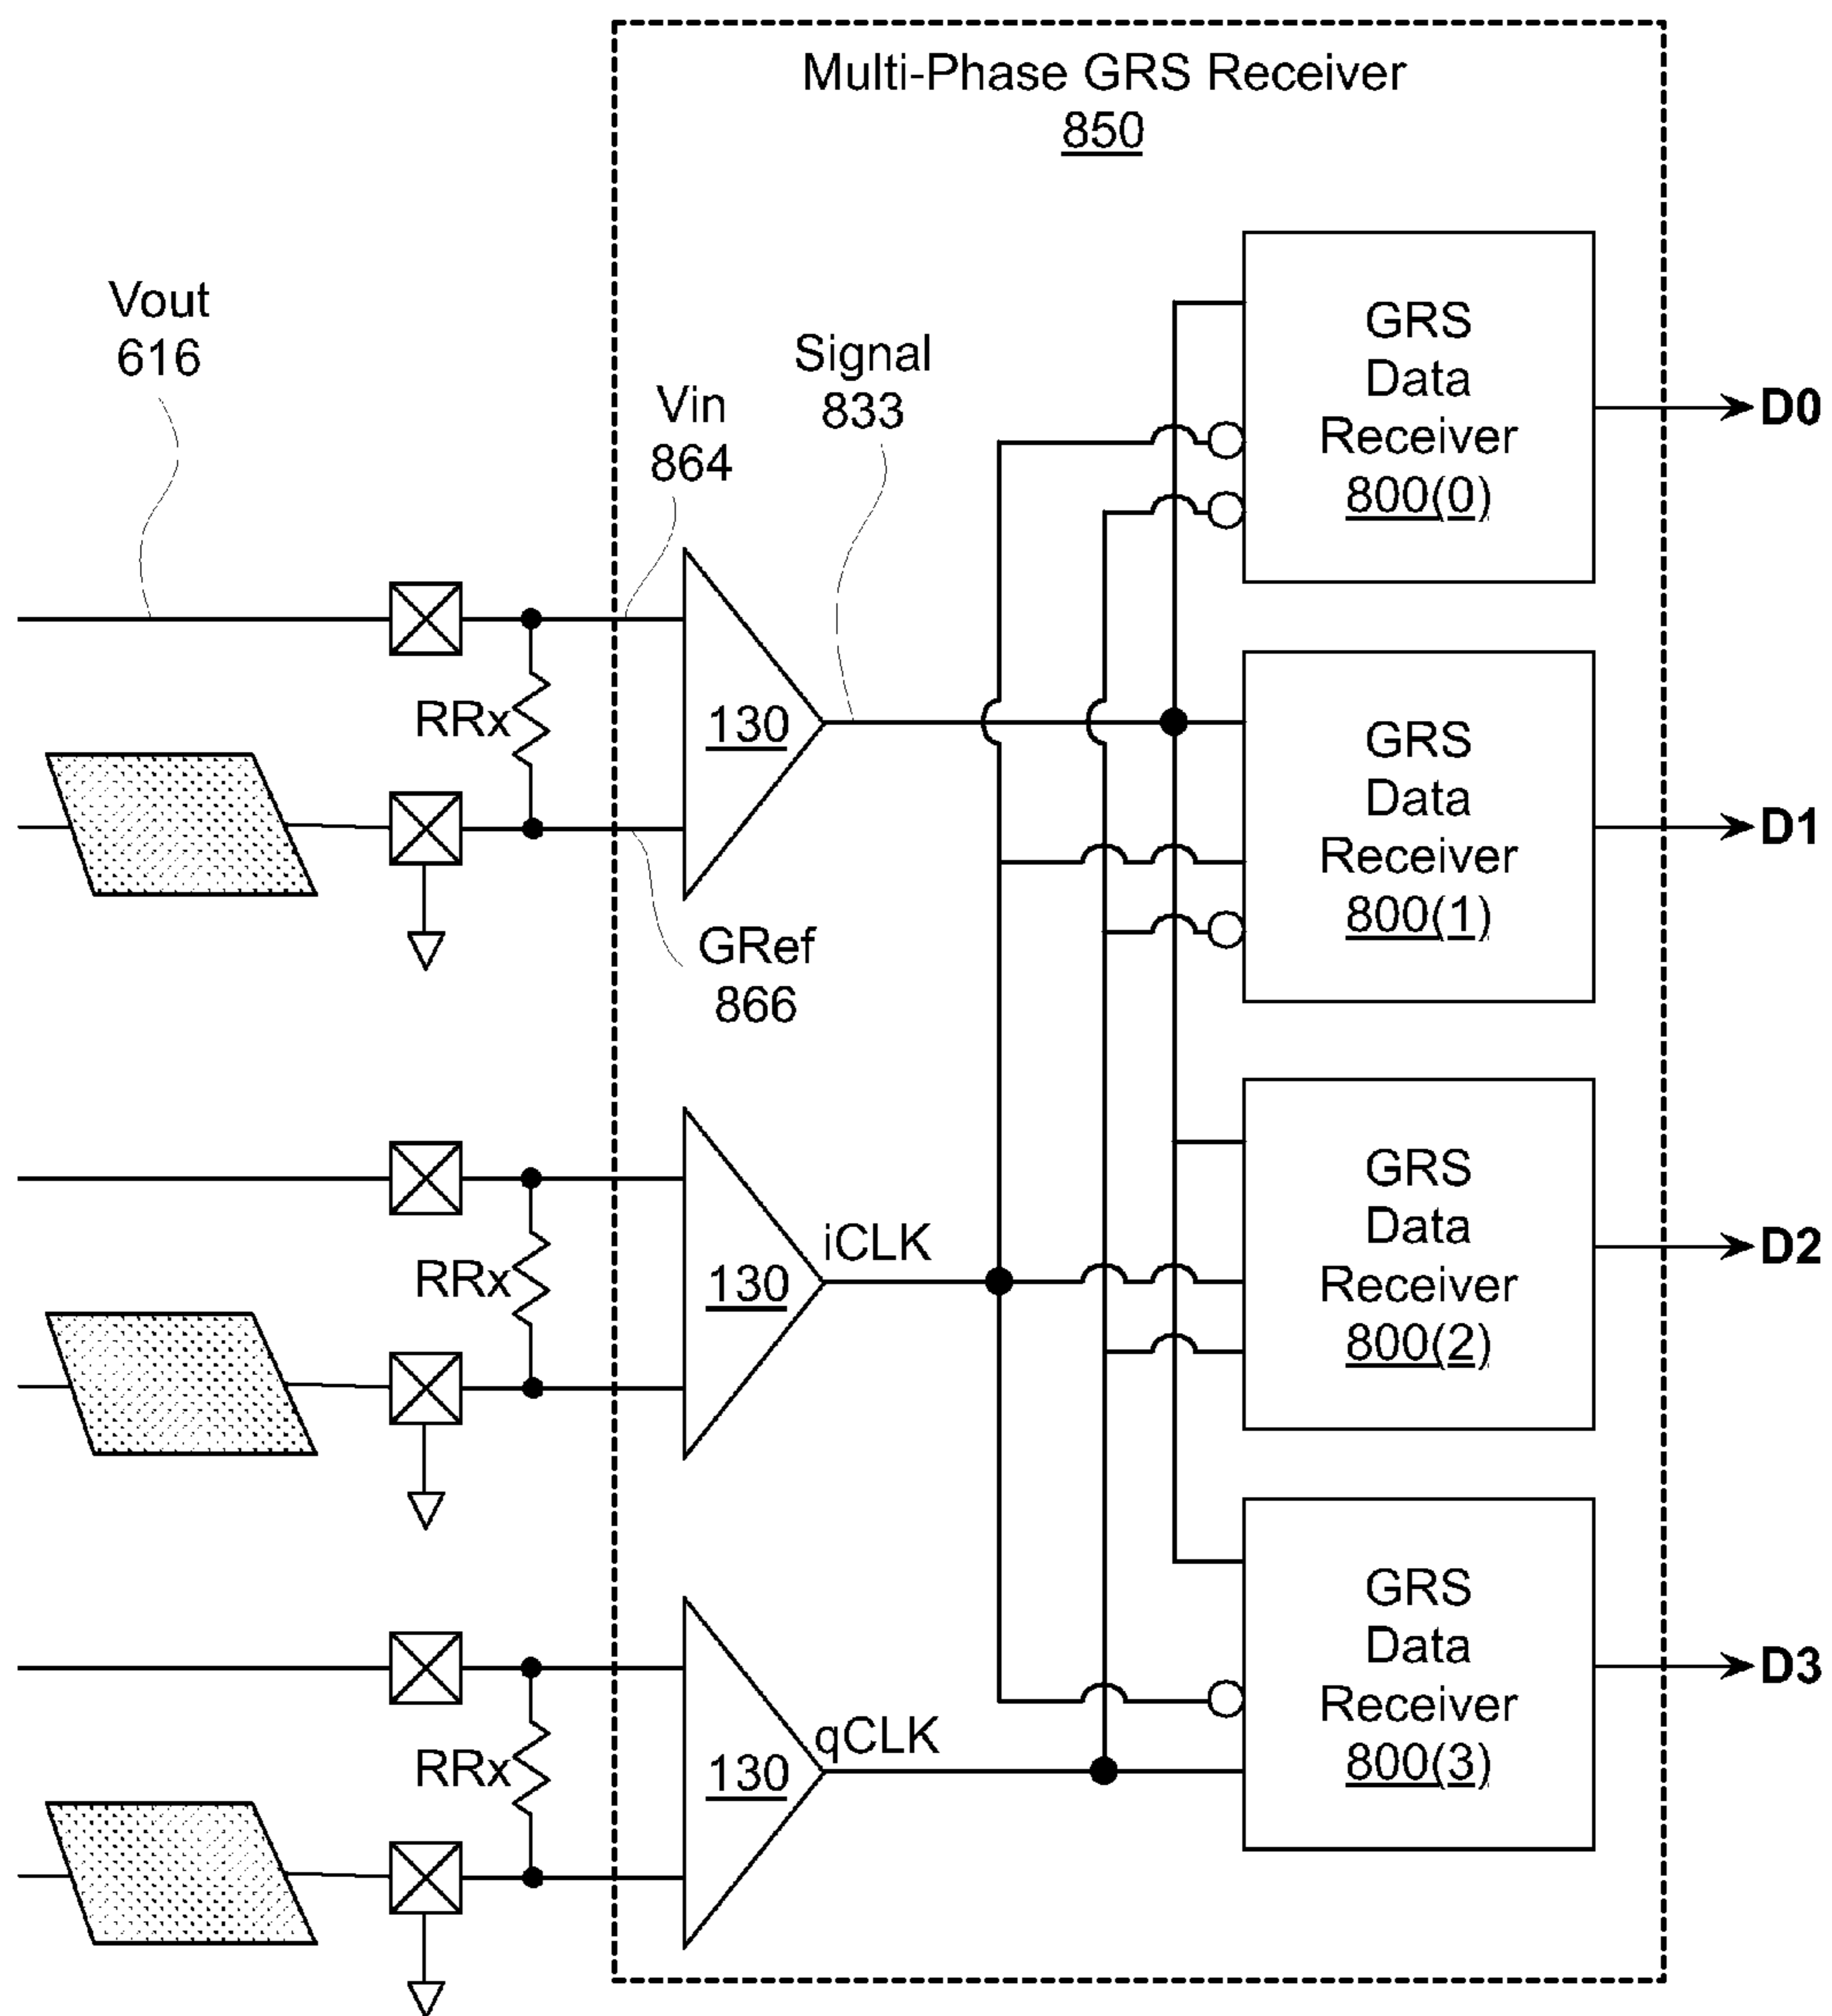 Multi-Phase GRS Receiver
850
Vout
616
Vin
864
Signal
833
GRS
Data
Receiver
800(0)
D0
RRx
130
GRef
866
GRS
Data
Receiver
800(1)
D1
RRx
130
iCLK
GRS
Data
Receiver
800(2)
D2
RRx
130
qCLK
GRS
Data
Receiver
800(3)
D3